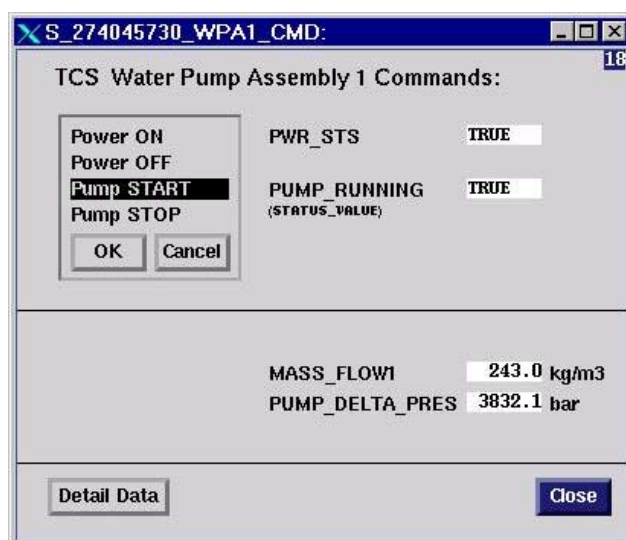 S_274045730_WPA1_CMD:
18
TCS Water Pump Assembly 1 Commands:
Power ON
Power OFF
Pump START
Pump STOP
OK Cancel
PWR_STS TRUE
PUMP_RUNNING TRUE
(STATUS_VALUE)
MASS_FLOW1 243.0 kg/m3
PUMP_DELTA_PRES 3832.1 bar
Detail Data Close